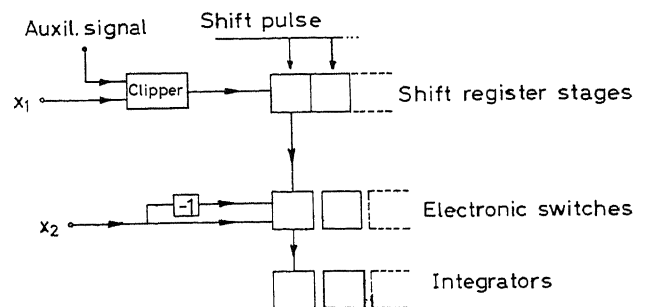 Auxil. signal
Shift pulse
Clipper
x₁
Shift register stages
-1
x₂
Electronic switches
Integrators